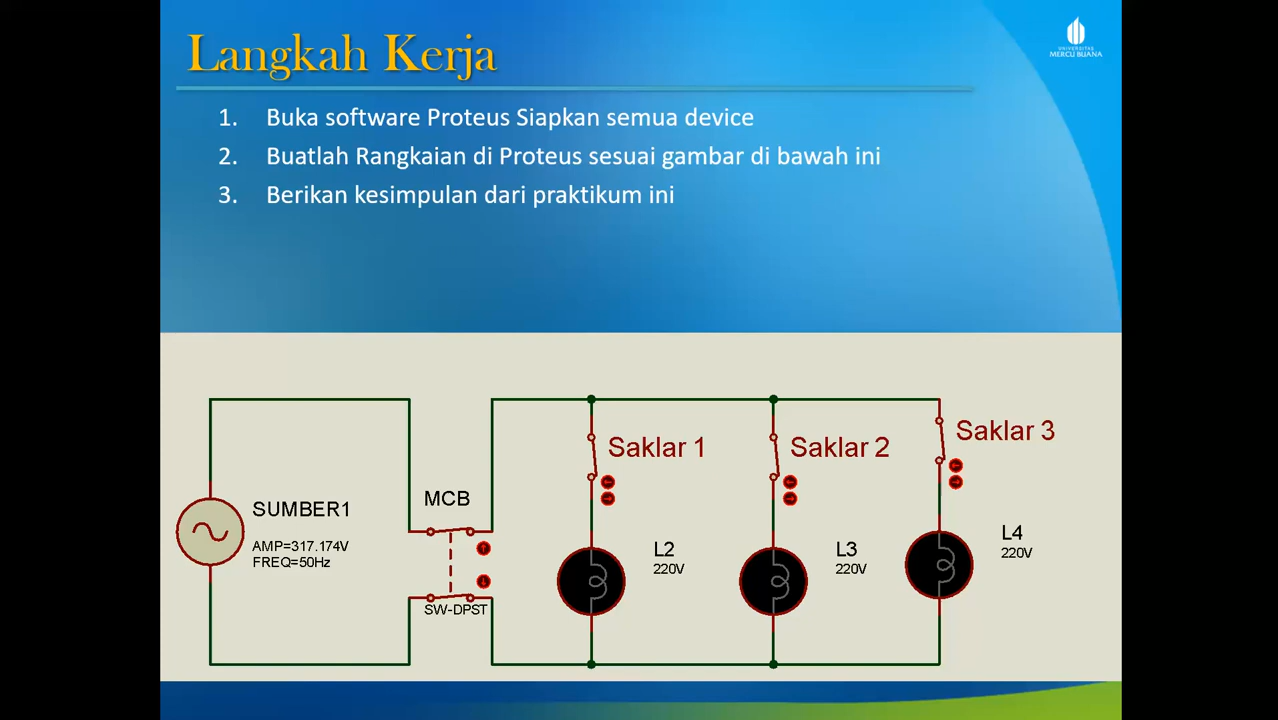 Langkah Kerja
UNIVERSITAS
MERCU BUANA
1. Buka software Proteus Siapkan semua device
2. Buatlah Rangkaian di Proteus sesuai gambar di bawah ini
3. Berikan kesimpulan dari praktikum ini
Saklar 1
Saklar 2
Saklar 3
MCB
SUMBER1
AMP=317.174V
FREQ=50Hz
SW-DPST
L2
220V
L3
220V
L4
220V